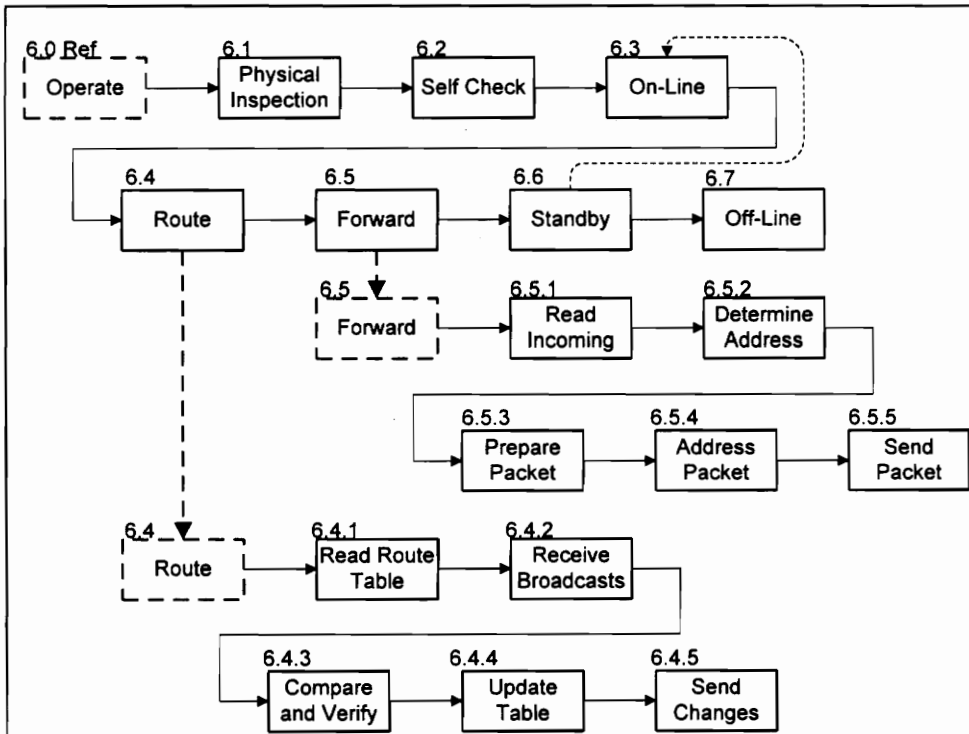 6.0 Ref
Operate
6.1
Physical
Inspection
6.2
Self Check
6.3
On-Line
6.4
Route
6.5
Forward
6.6
Standby
6.7
Off-Line
6.5
Forward
6.5.1
Read
Incoming
6.5.2
Determine
Address
6.5.3
Prepare
Packet
6.5.4
Address
Packet
6.5.5
Send
Packet
6.4
Route
6.4.1
Read Route
Table
6.4.2
Receive
Broadcasts
6.4.3
Compare
and Verify
6.4.4
Update
Table
6.4.5
Send
Changes